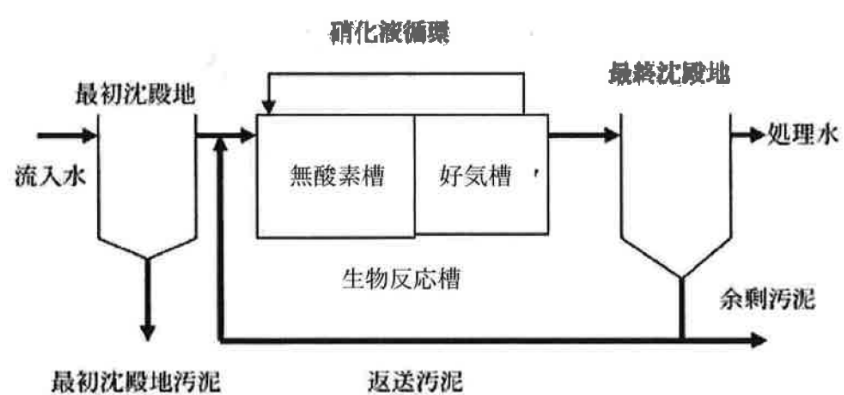 硝化液循環
最終沈殿地
最初沈殿地
処理水
流入水
無酸素槽
好気槽
生物反応槽
余剰汚泥
最初沈殿地汚泥
返送汚泥